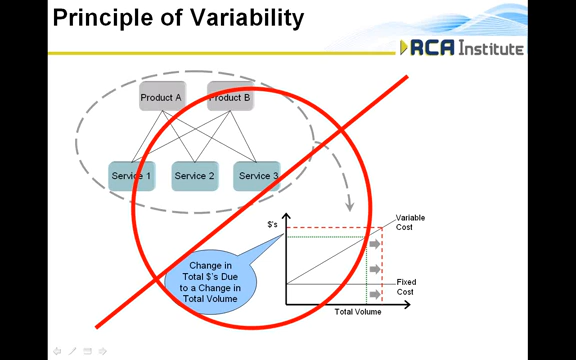 Principle of Variability
RCA Institute
Product A
Product B
Service 1
Service 2
Service 3
$'s
Variable
Cost
Change in
Total $'s Due
to a Change in
Total Volume
Fixed
Cost
Total Volume